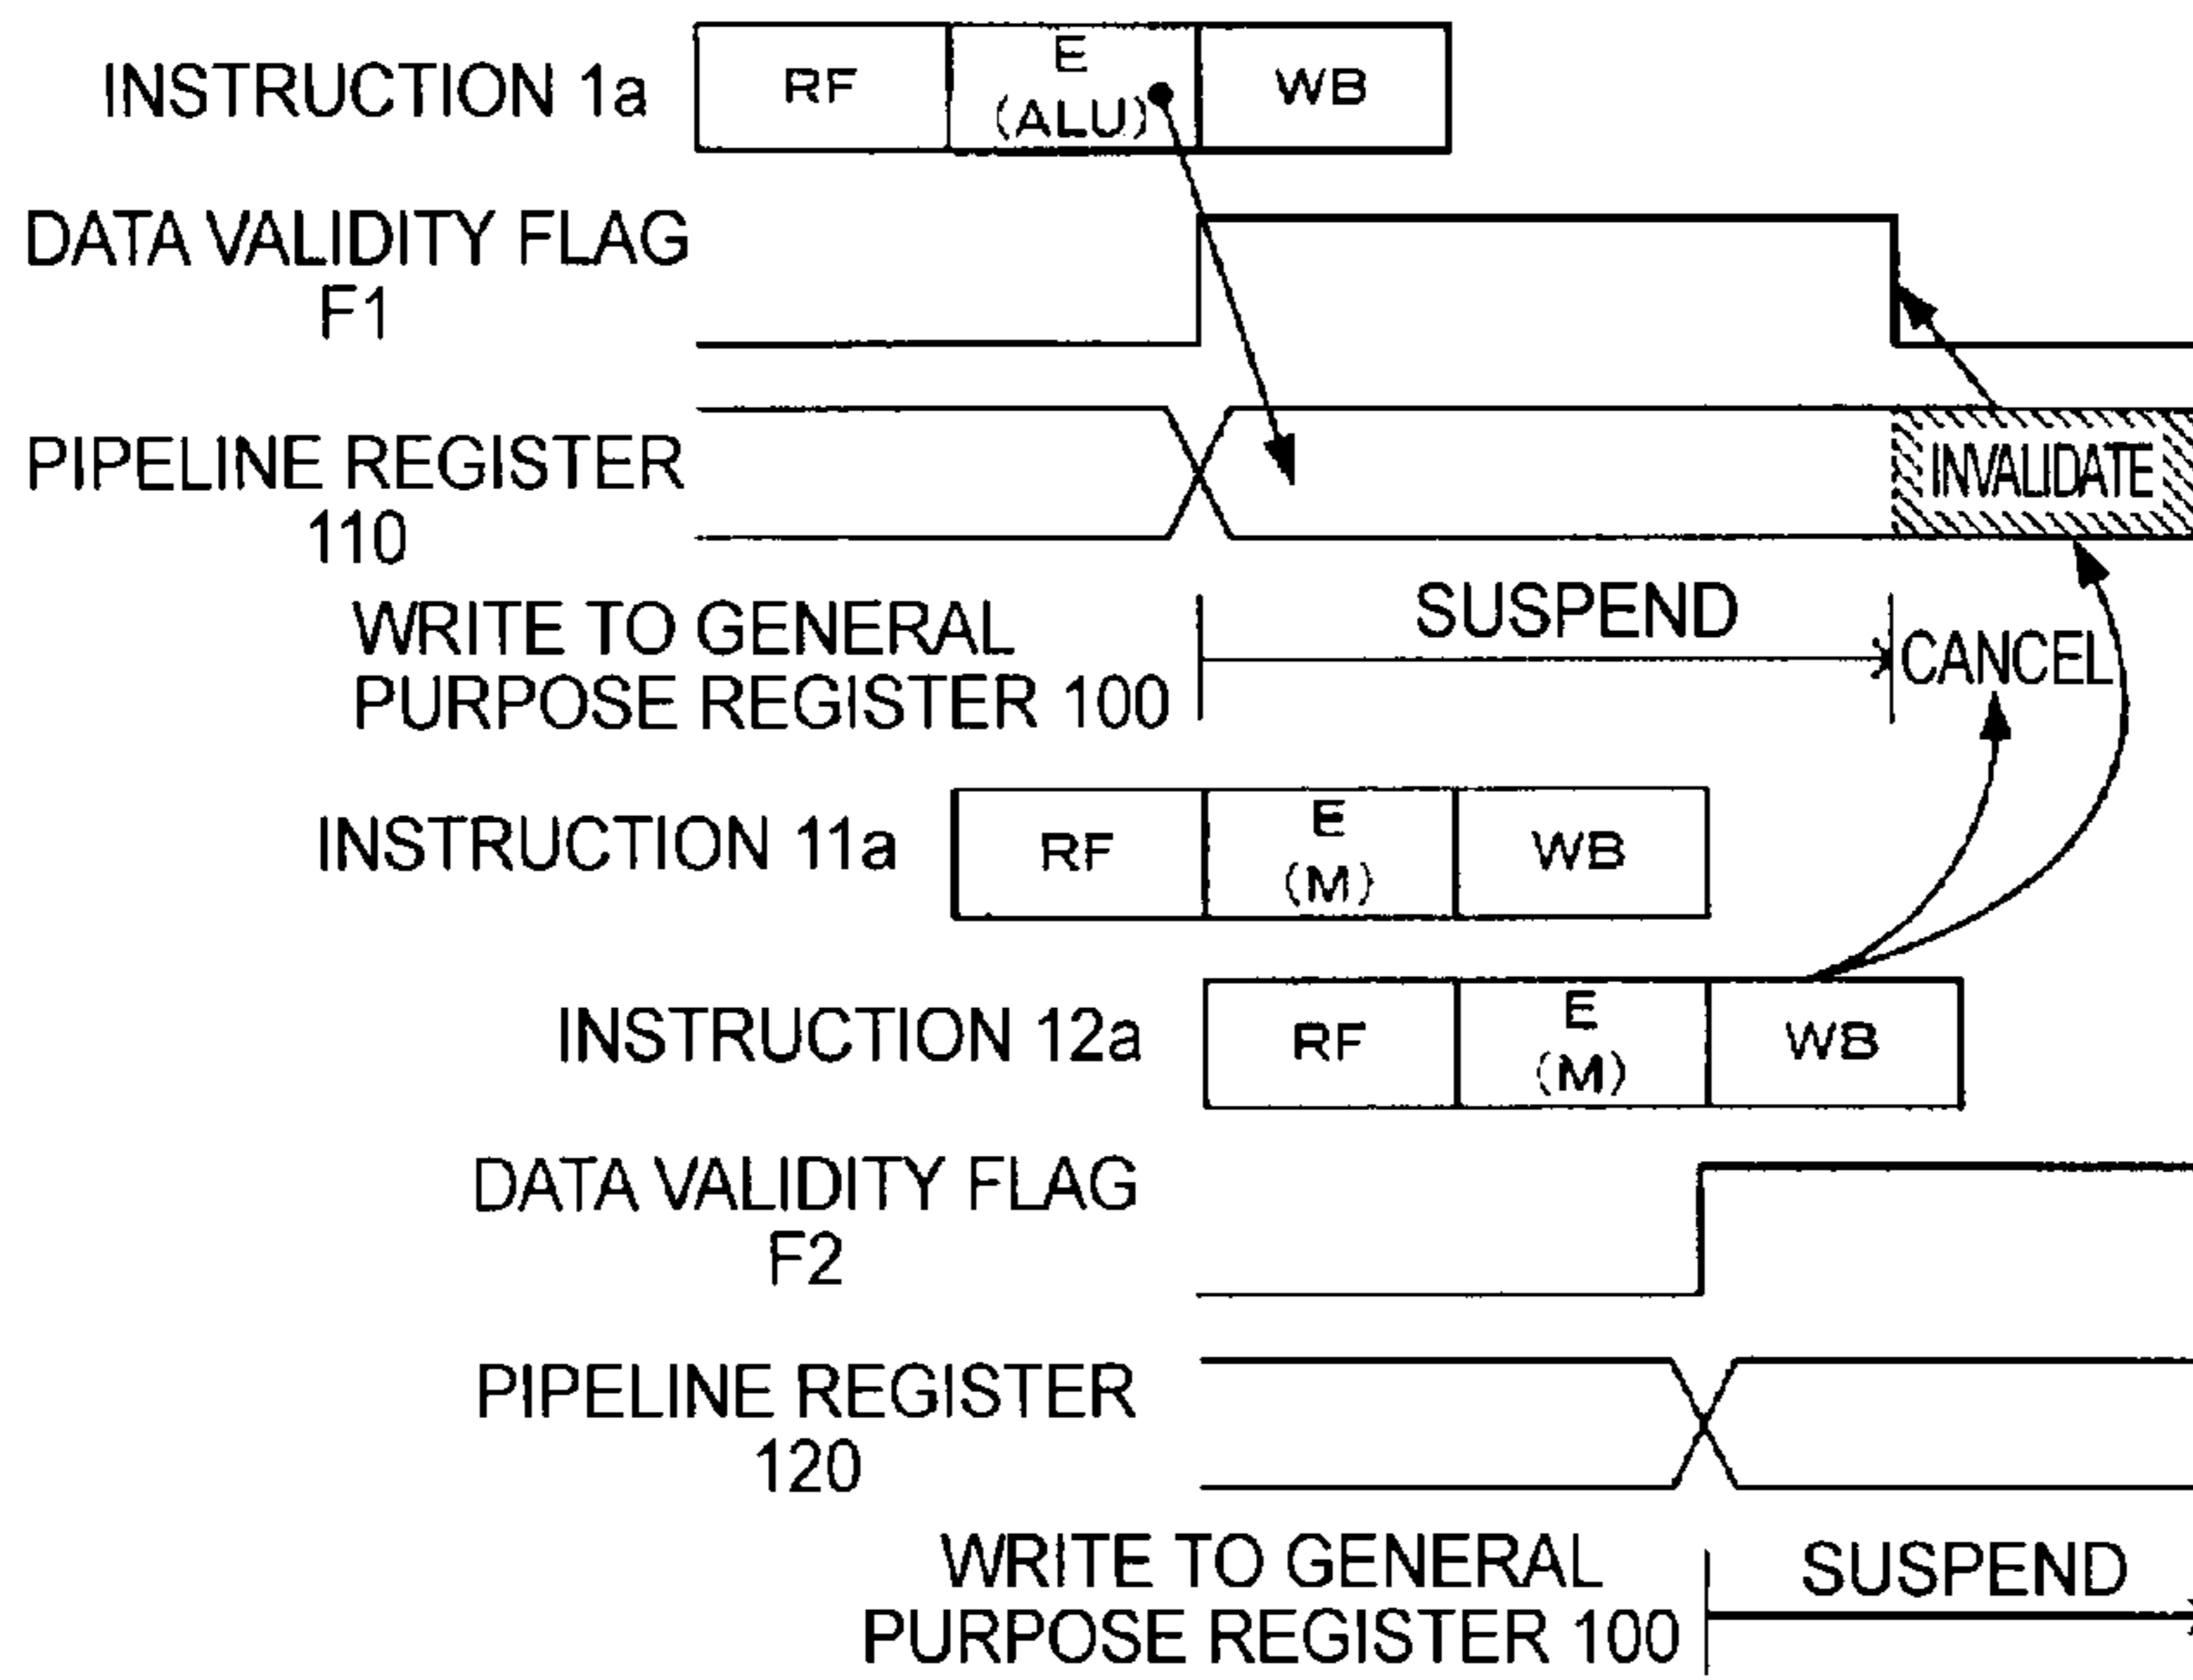 INSTRUCTION 1a
RF
E
(ALU)
WB
DATA VALIDITY FLAG
F1
PIPELINE REGISTER
110
INVALIDATE
WRITE TO GENERAL
PURPOSE REGISTER 100
SUSPEND
CANCEL
INSTRUCTION 11a
RF
E
(M)
WB
INSTRUCTION 12a
RF
E
(M)
WB
DATA VALIDITY FLAG
F2
PIPELINE REGISTER
120
WRITE TO GENERAL
PURPOSE REGISTER 100
SUSPEND